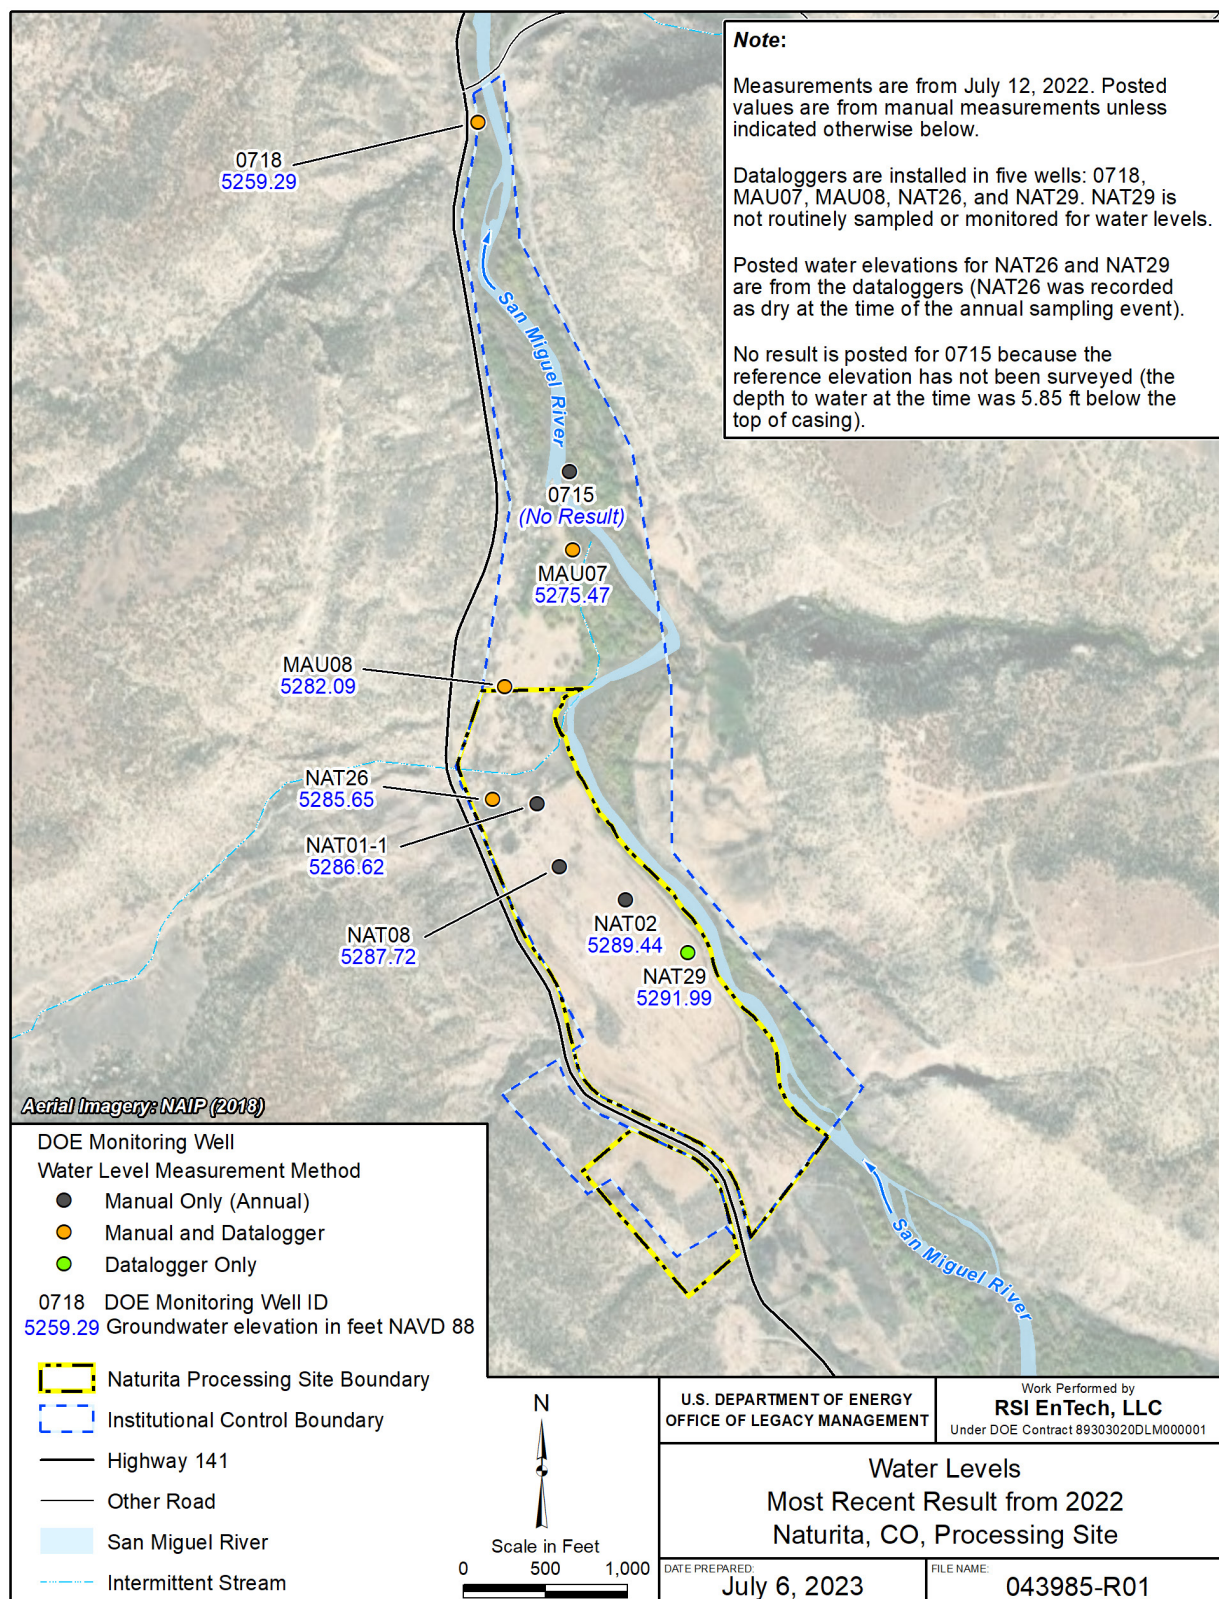 Note:
Measurements are from July 12, 2022. Posted
values are from manual measurements unless
indicated otherwise below.
Dataloggers are installed in five wells: 0718,
MAU07, MAU08, NAT26, and NAT29. NAT29 is
not routinely sampled or monitored for water levels.
Posted water elevations for NAT26 and NAT29
are from the dataloggers (NAT26 was recorded
as dry at the time of the annual sampling event).
No result is posted for 0715 because the
reference elevation has not been surveyed (the
depth to water at the time was 5.85 ft below the
top of casing).
0718
5259.29
San Miguel River
0715
(No Result)
MAU07
5275.47
MAU08
5282.09
NAT26
5285.65
NAT01-1
5286.62
NAT08
5287.72
NAT02
5289.44
NAT29
5291.99
San Miguel River
Aerial Imagery: NAIP (2018)
DOE Monitoring Well
Water Level Measurement Method
Manual Only (Annual)
Manual and Datalogger
Datalogger Only
0718 DOE Monitoring Well ID
5259.29 Groundwater elevation in feet NAVD 88
Naturita Processing Site Boundary
Institutional Control Boundary
Highway 141
Other Road
San Miguel River
Intermittent Stream
N
Scale in Feet
0 500 1,000
U.S. DEPARTMENT OF ENERGY
OFFICE OF LEGACY MANAGEMENT
Work Performed by
RSI EnTech, LLC
Under DOE Contract 89303020DLM000001
Water Levels
Most Recent Result from 2022
Naturita, CO, Processing Site
DATE PREPARED:
July 6, 2023
FILE NAME:
043985-R01